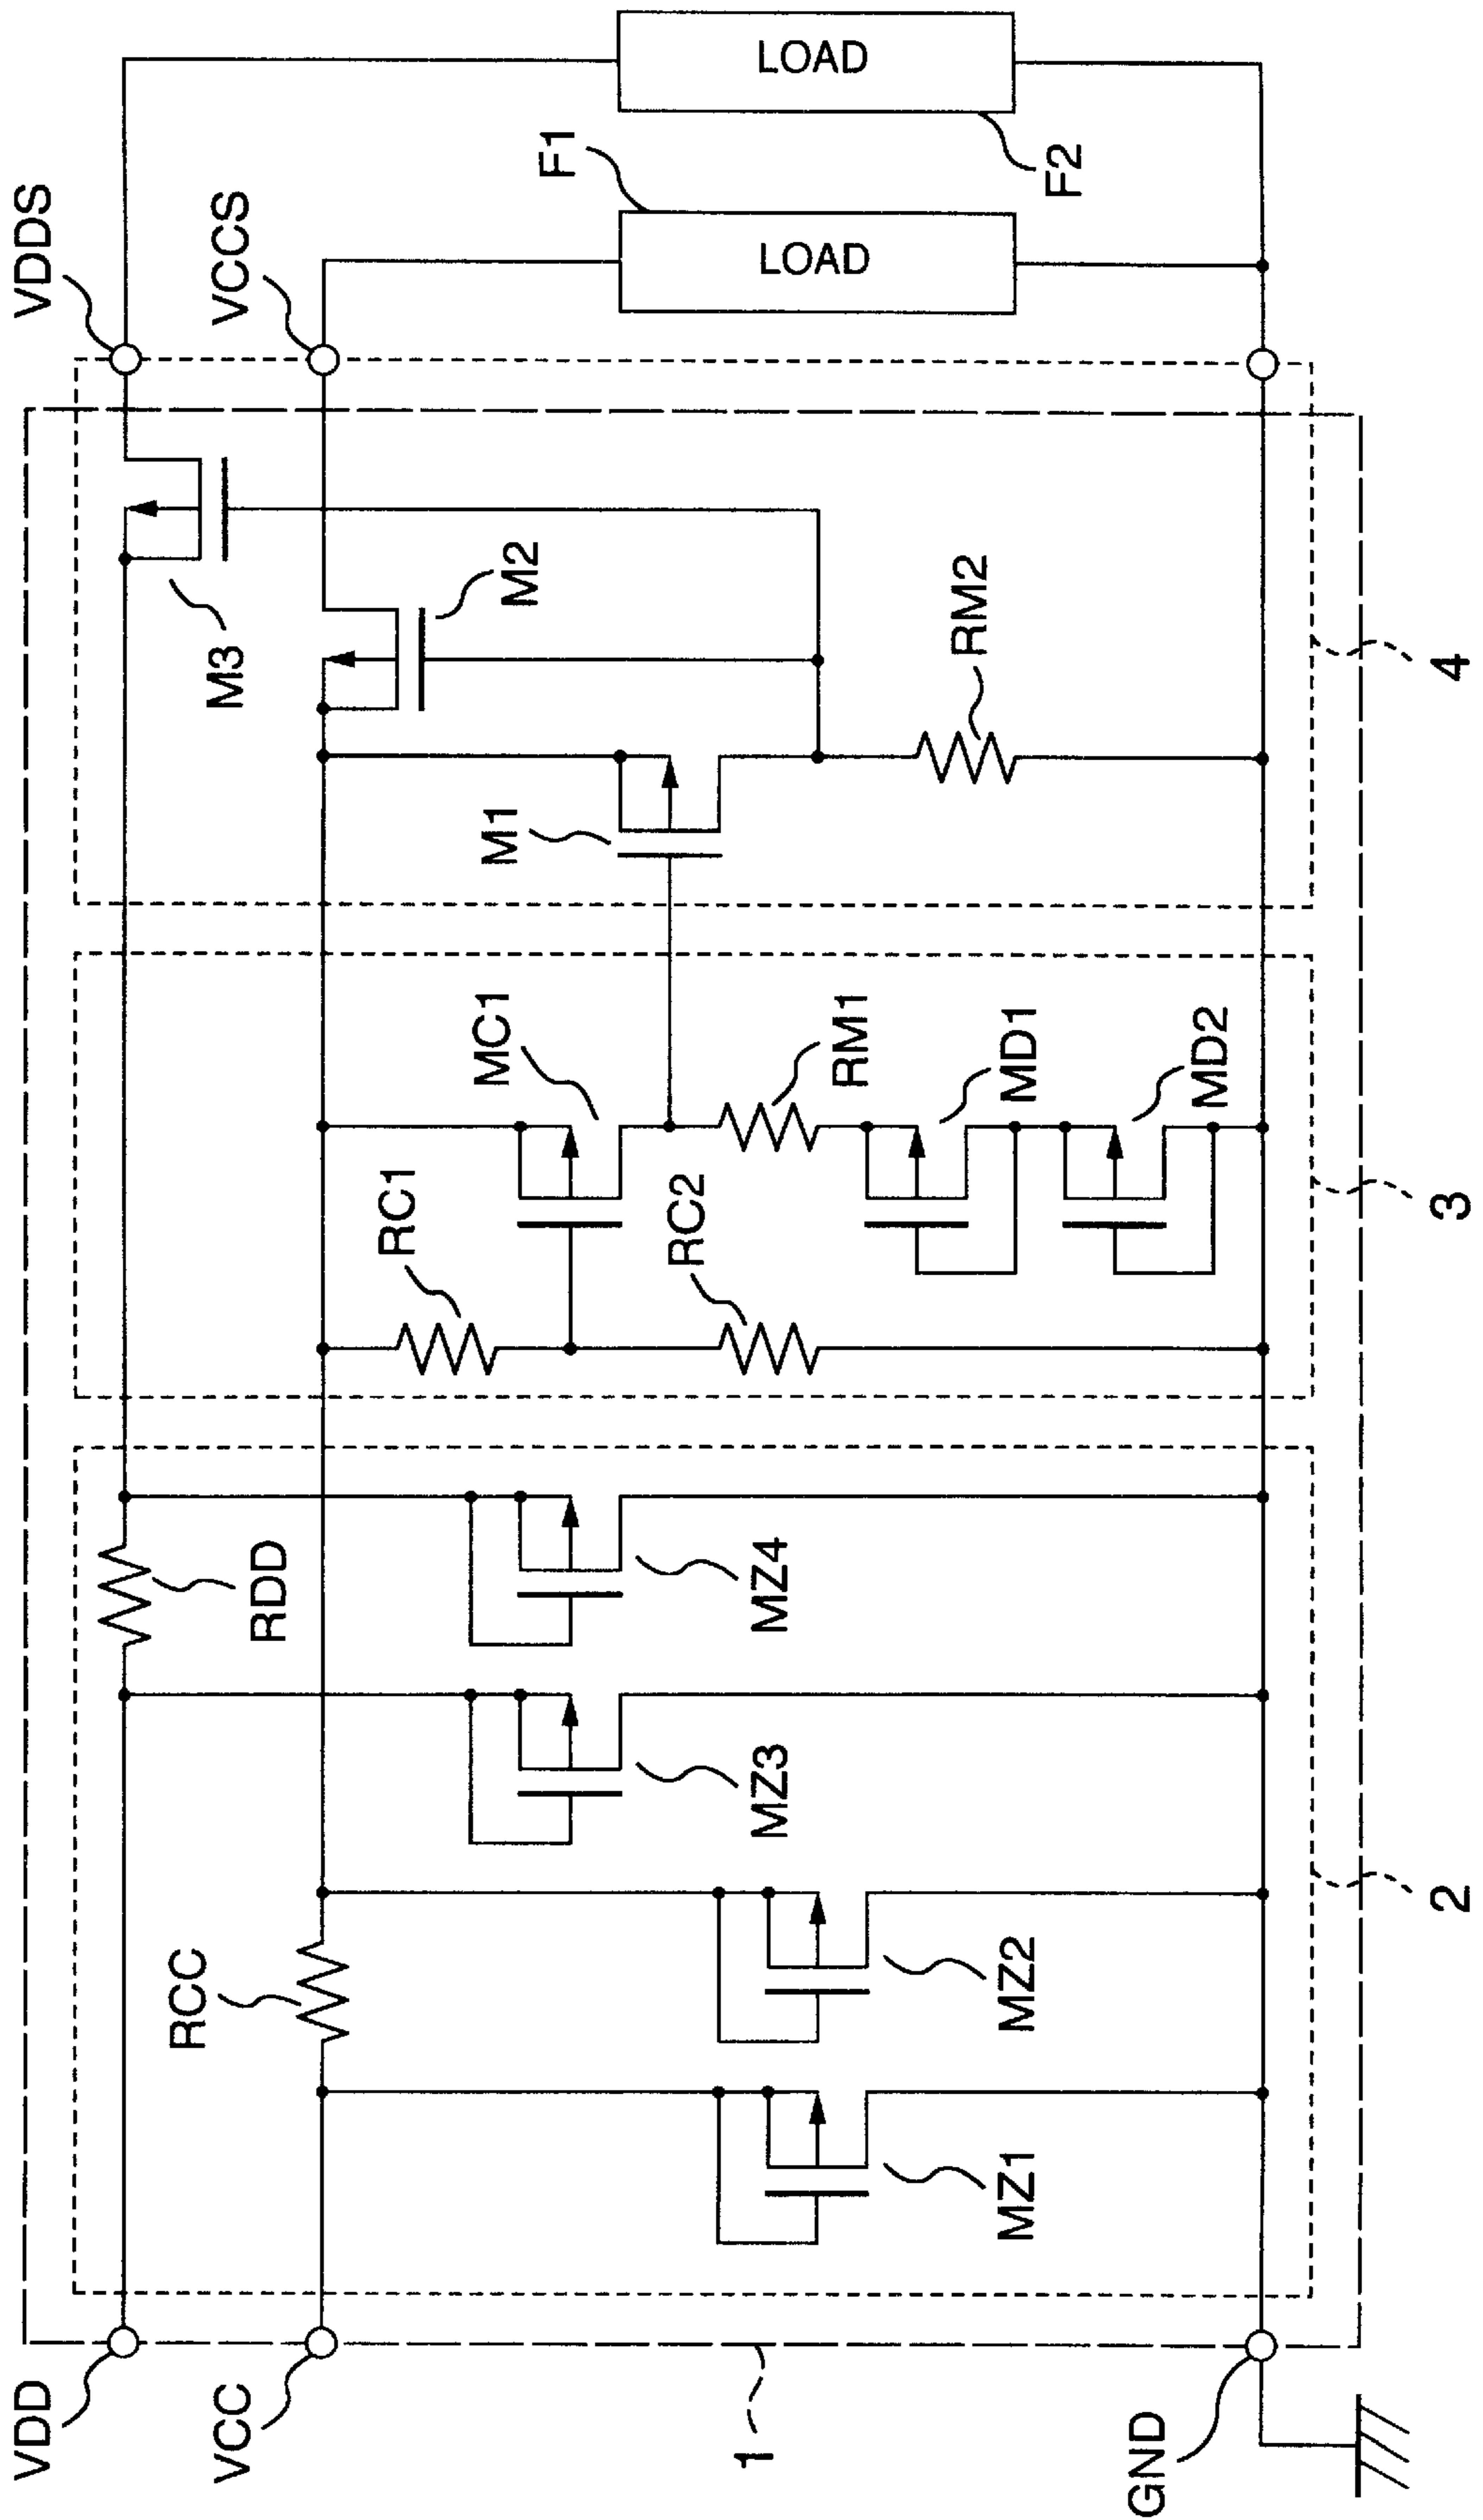 VDD
VCC
GND
1
RCC
MZ1
MZ2
RDD
MZ3
MZ4
2
RC1
RC2
MC1
RM1
MD1
MD2
3
M1
M2
M3
RM2
4
VDDS
VCCS
F1
LOAD
LOAD
F2